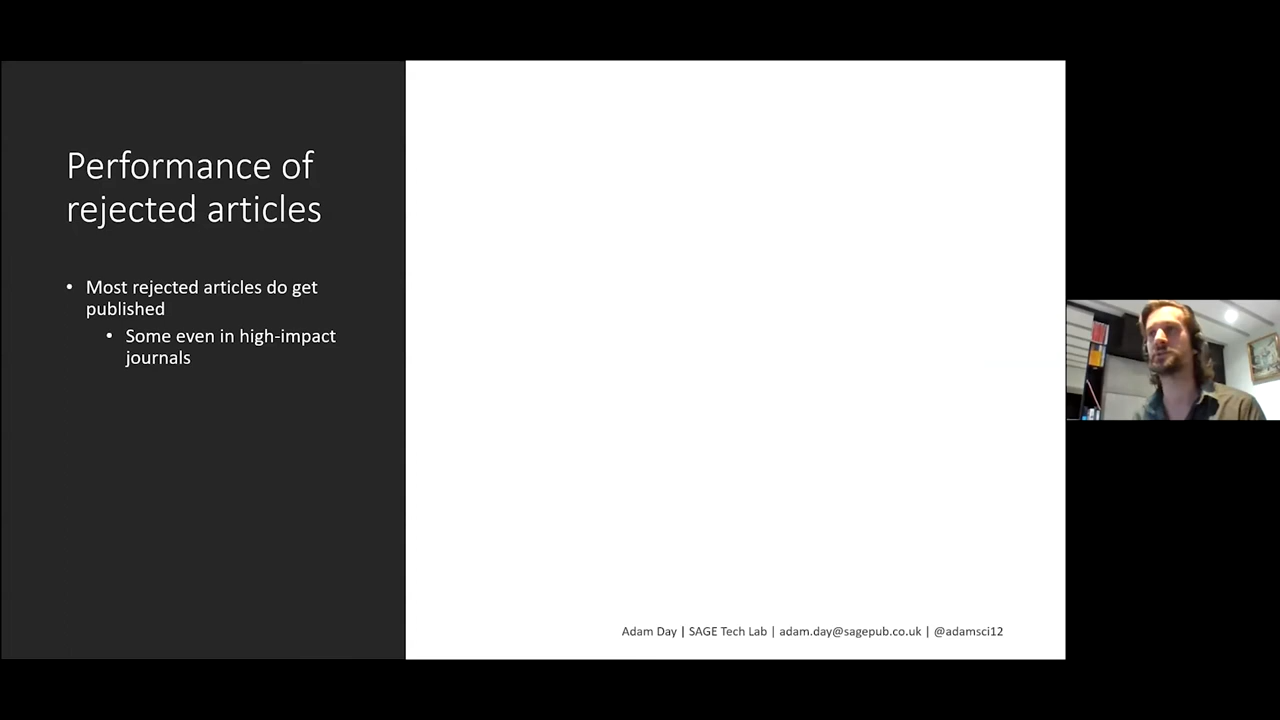 Performance of
rejected articles
• Most rejected articles do get
published
• Some even in high-impact
journals
Adam Day | SAGE Tech Lab | adam.day@sagepub.co.uk | @adamsci12